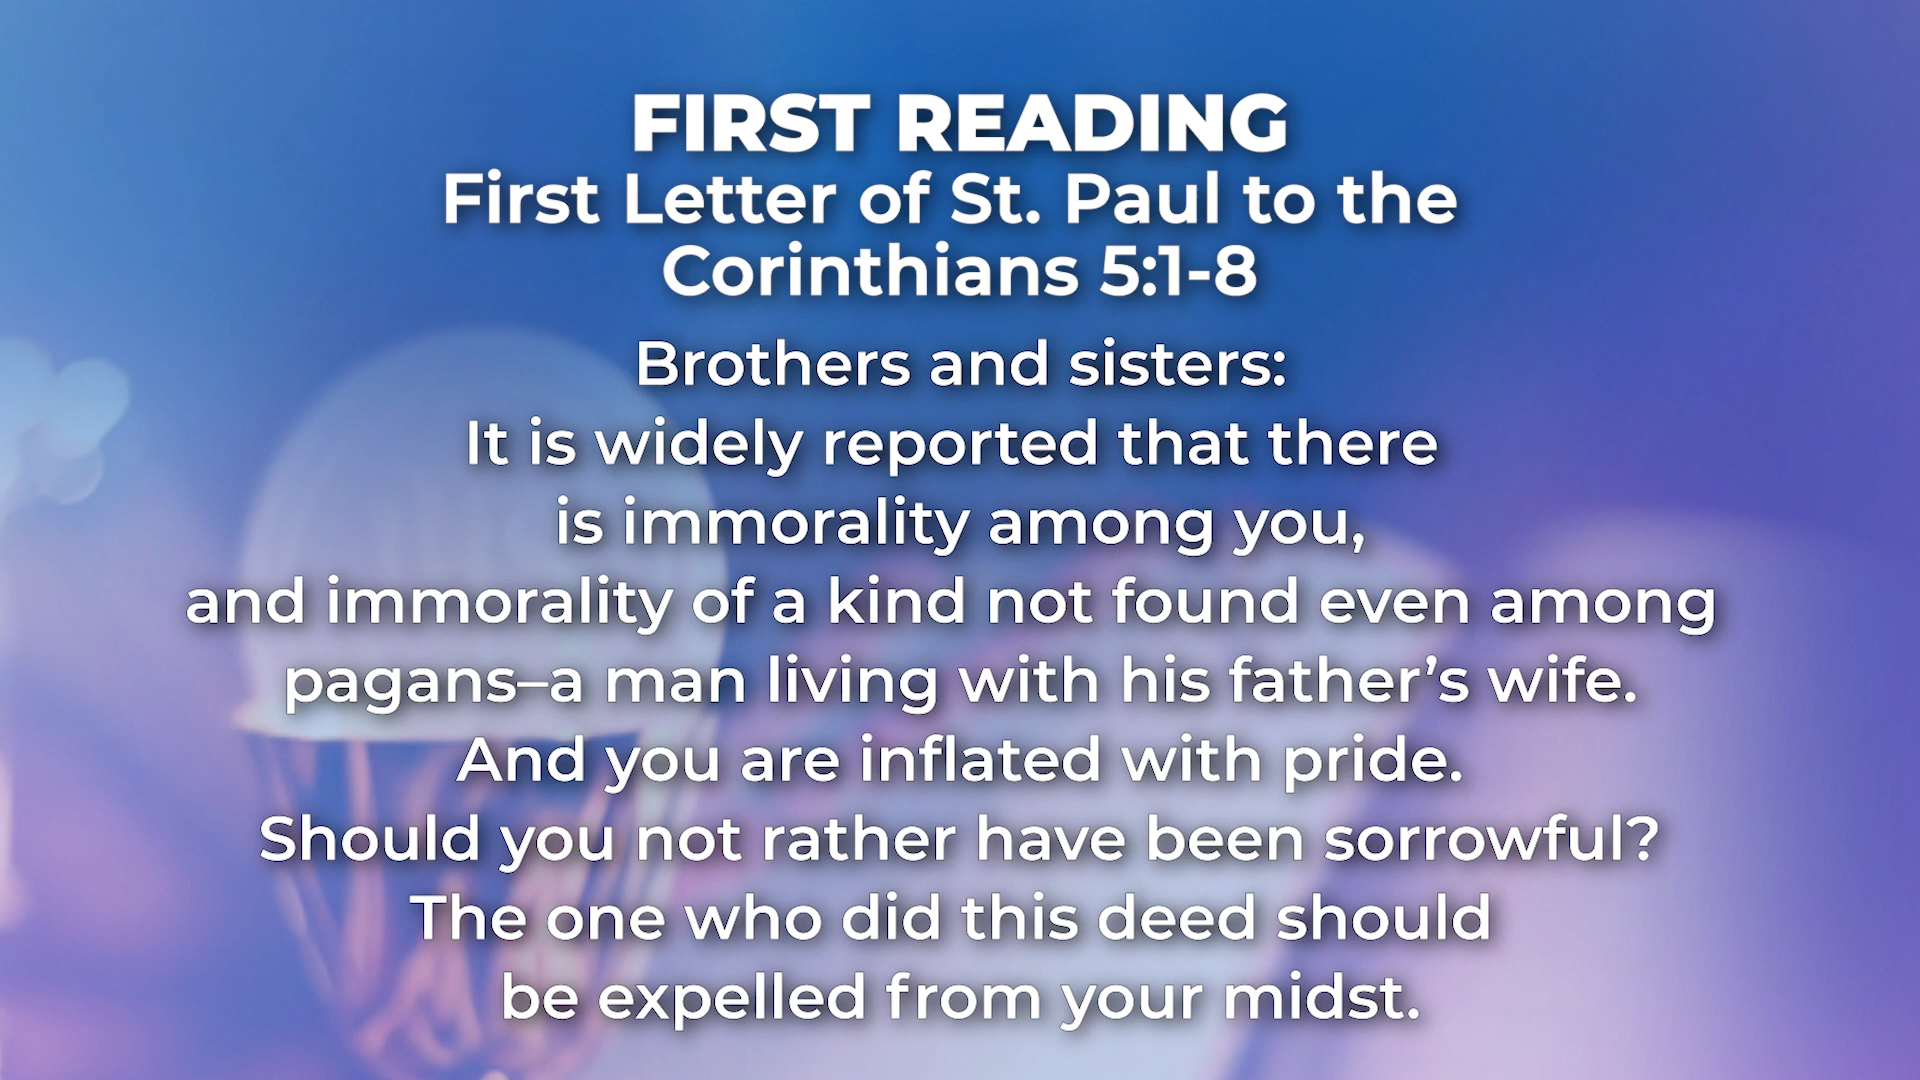 FIRST READING
First Letter of St. Paul to the
Corinthians 5:1-8
Brothers and sisters:
It is widely reported that there
is immorality among you,
and immorality of a kind not found even among
pagans–a man living with his father’s wife.
And you are inflated with pride.
Should you not rather have been sorrowful?
The one who did this deed should
be expelled from your midst.